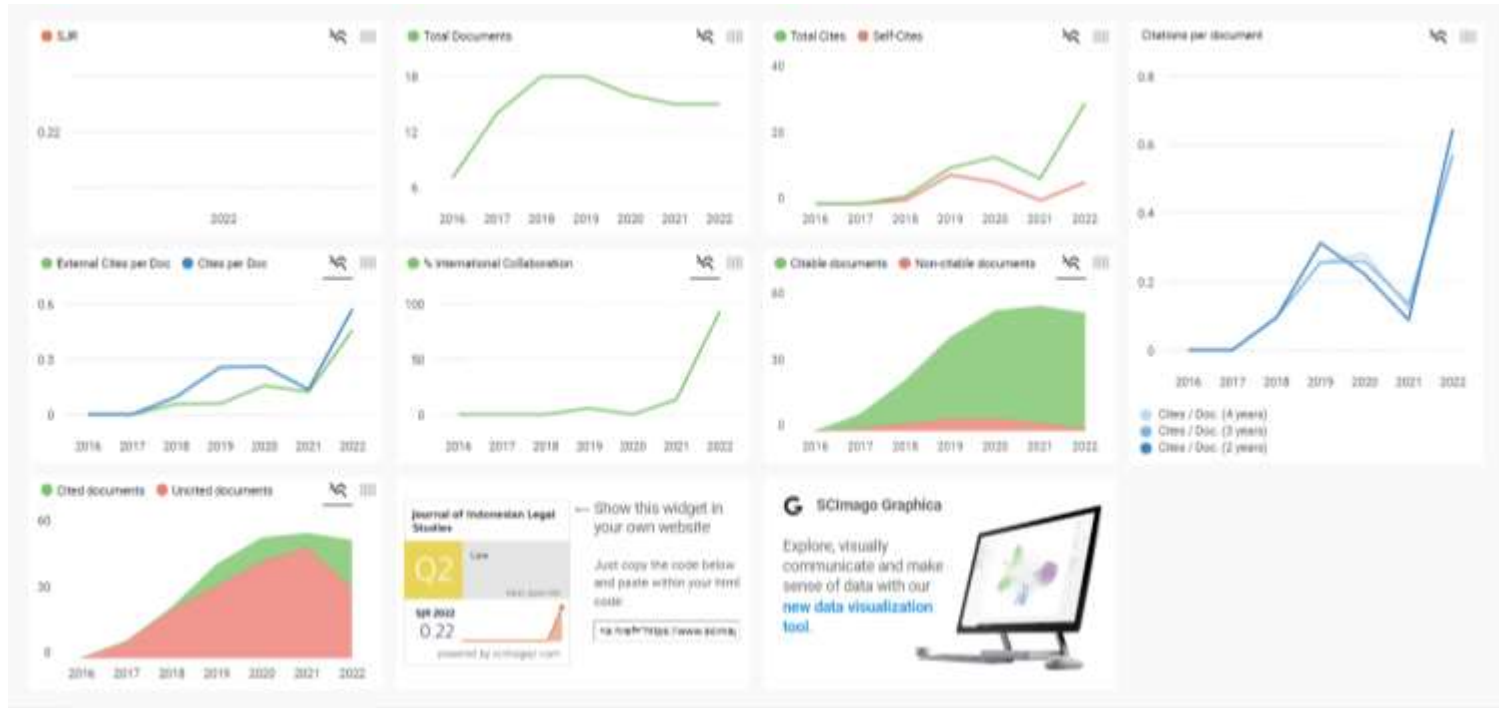 SJR
0.22
2022
Total Documents
18
12
6
2016 2017 2018 2019 2020 2021 2022
Total Cites Self-Cites
40
20
0
2016 2017 2018 2019 2020 2021 2022
Citations per document
0.8
0.6
0.4
0.2
0
2016 2017 2018 2019 2020 2021 2022
Cites / Doc. (4 years)
Cites / Doc. (3 years)
Cites / Doc. (2 years)
External Cites per Doc Cites per Doc
0.6
0.3
0
2016 2017 2018 2019 2020 2021 2022
% International Collaboration
100
50
0
2016 2017 2018 2019 2020 2021 2022
Citable documents Non-citable documents
60
30
0
2016 2017 2018 2019 2020 2021 2022
Cited documents Uncited documents
60
30
0
2016 2017 2018 2019 2020 2021 2022
Journal of Indonesian Legal
Studies
Q2
Law
best quartile
SJR 2022
0.22
powered by scimagojr.com
← Show this widget in
your own website
Just copy the code below
and paste within your html
code:
<a href="https://www.scimag
SCImago Graphica
Explore, visually
communicate and make
sense of data with our
new data visualization
tool.